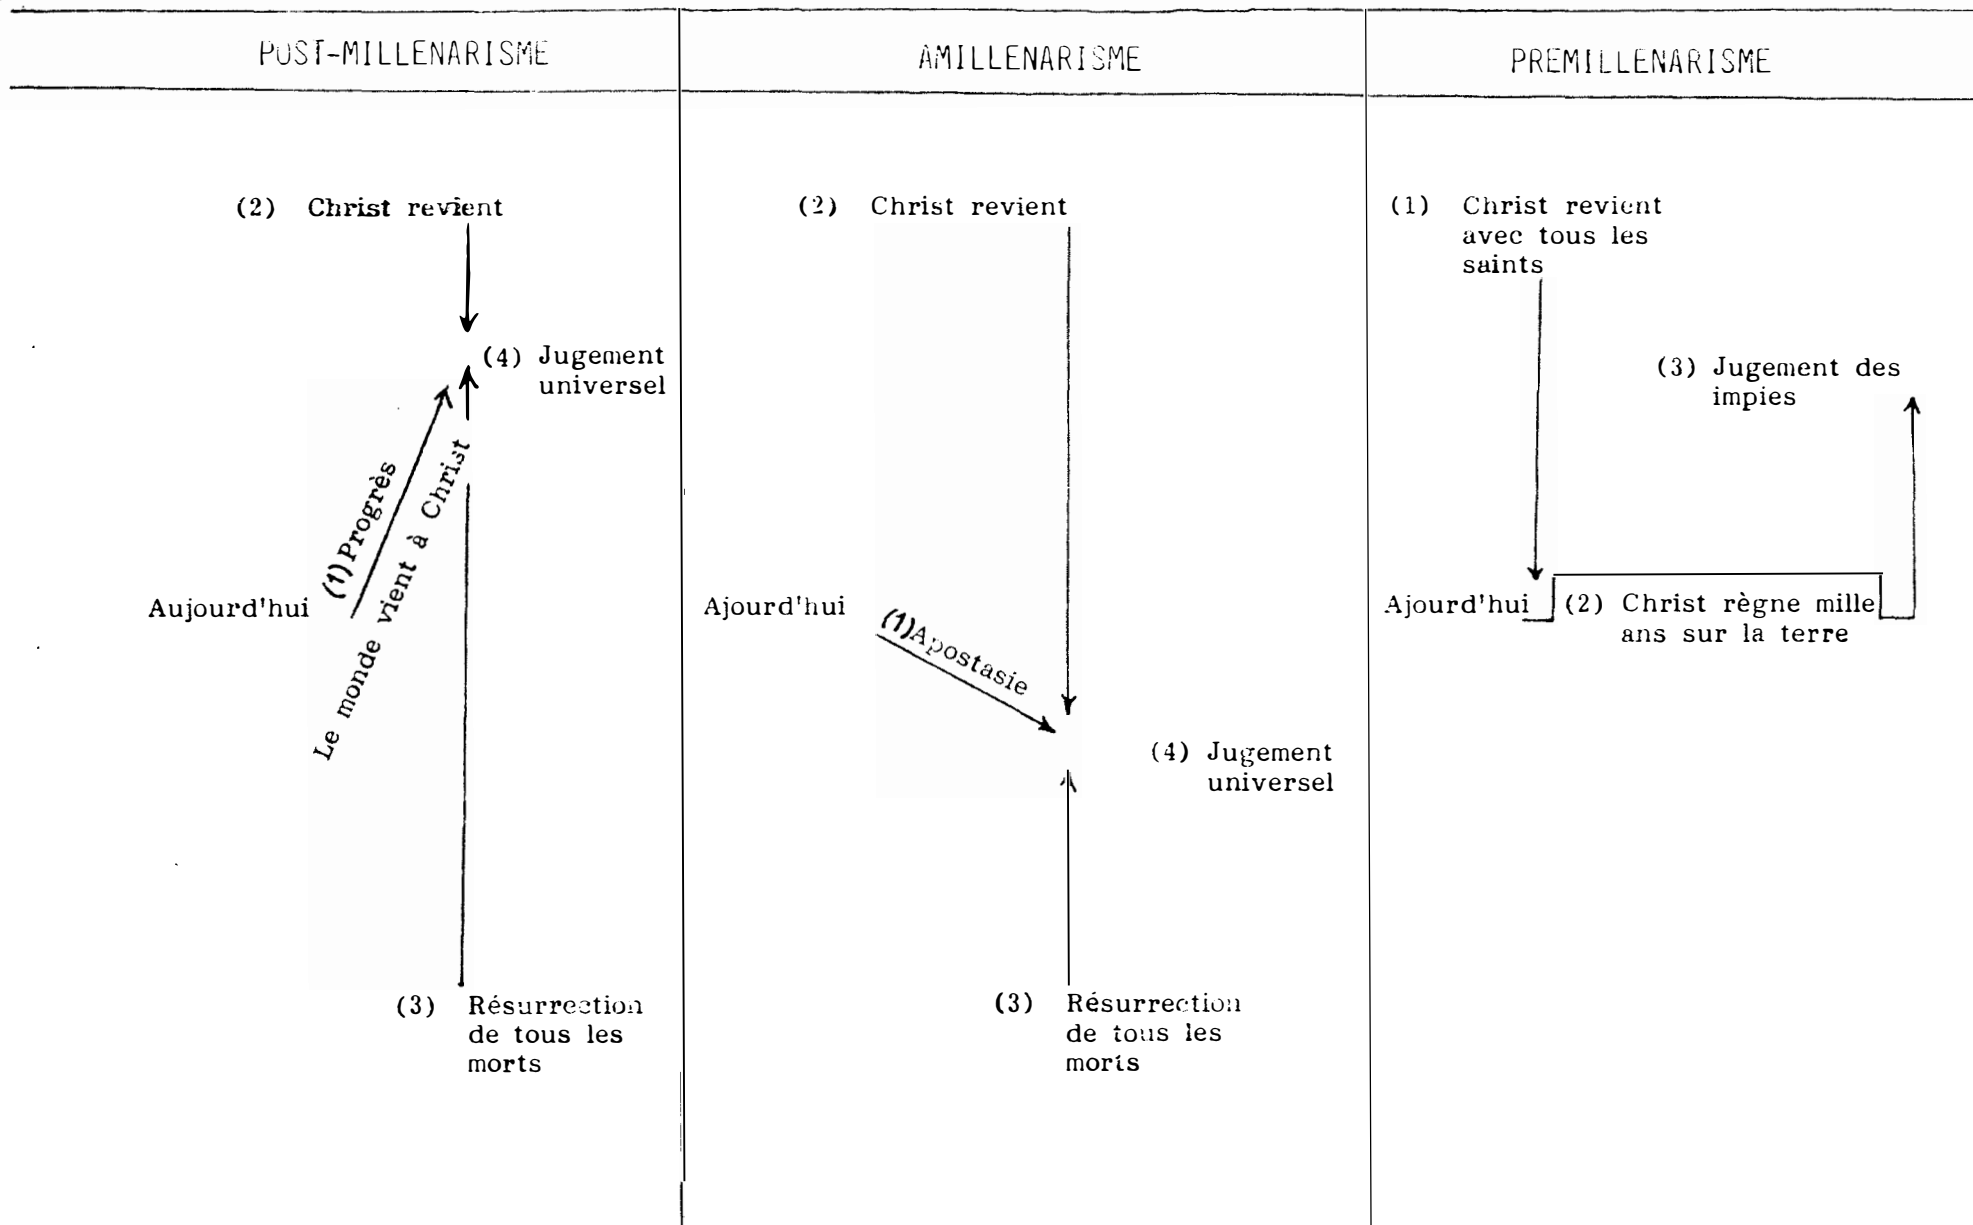 POST-MILLENARISME
(2) Christ revient
(4) Jugement
universel
(1) Progrès
Le monde vient à Christ
Aujourd'hui
(3) Résurrection
de tous les
morts
AMILLENARISME
(2) Christ revient
Ajourd'hui
(1) Apostasie
(4) Jugement
universel
(3) Résurrection
de tous les
morts
PREMILLENARISME
(1) Christ revient
avec tous les
saints
(3) Jugement des
impies
Ajourd'hui
(2) Christ règne mille
ans sur la terre